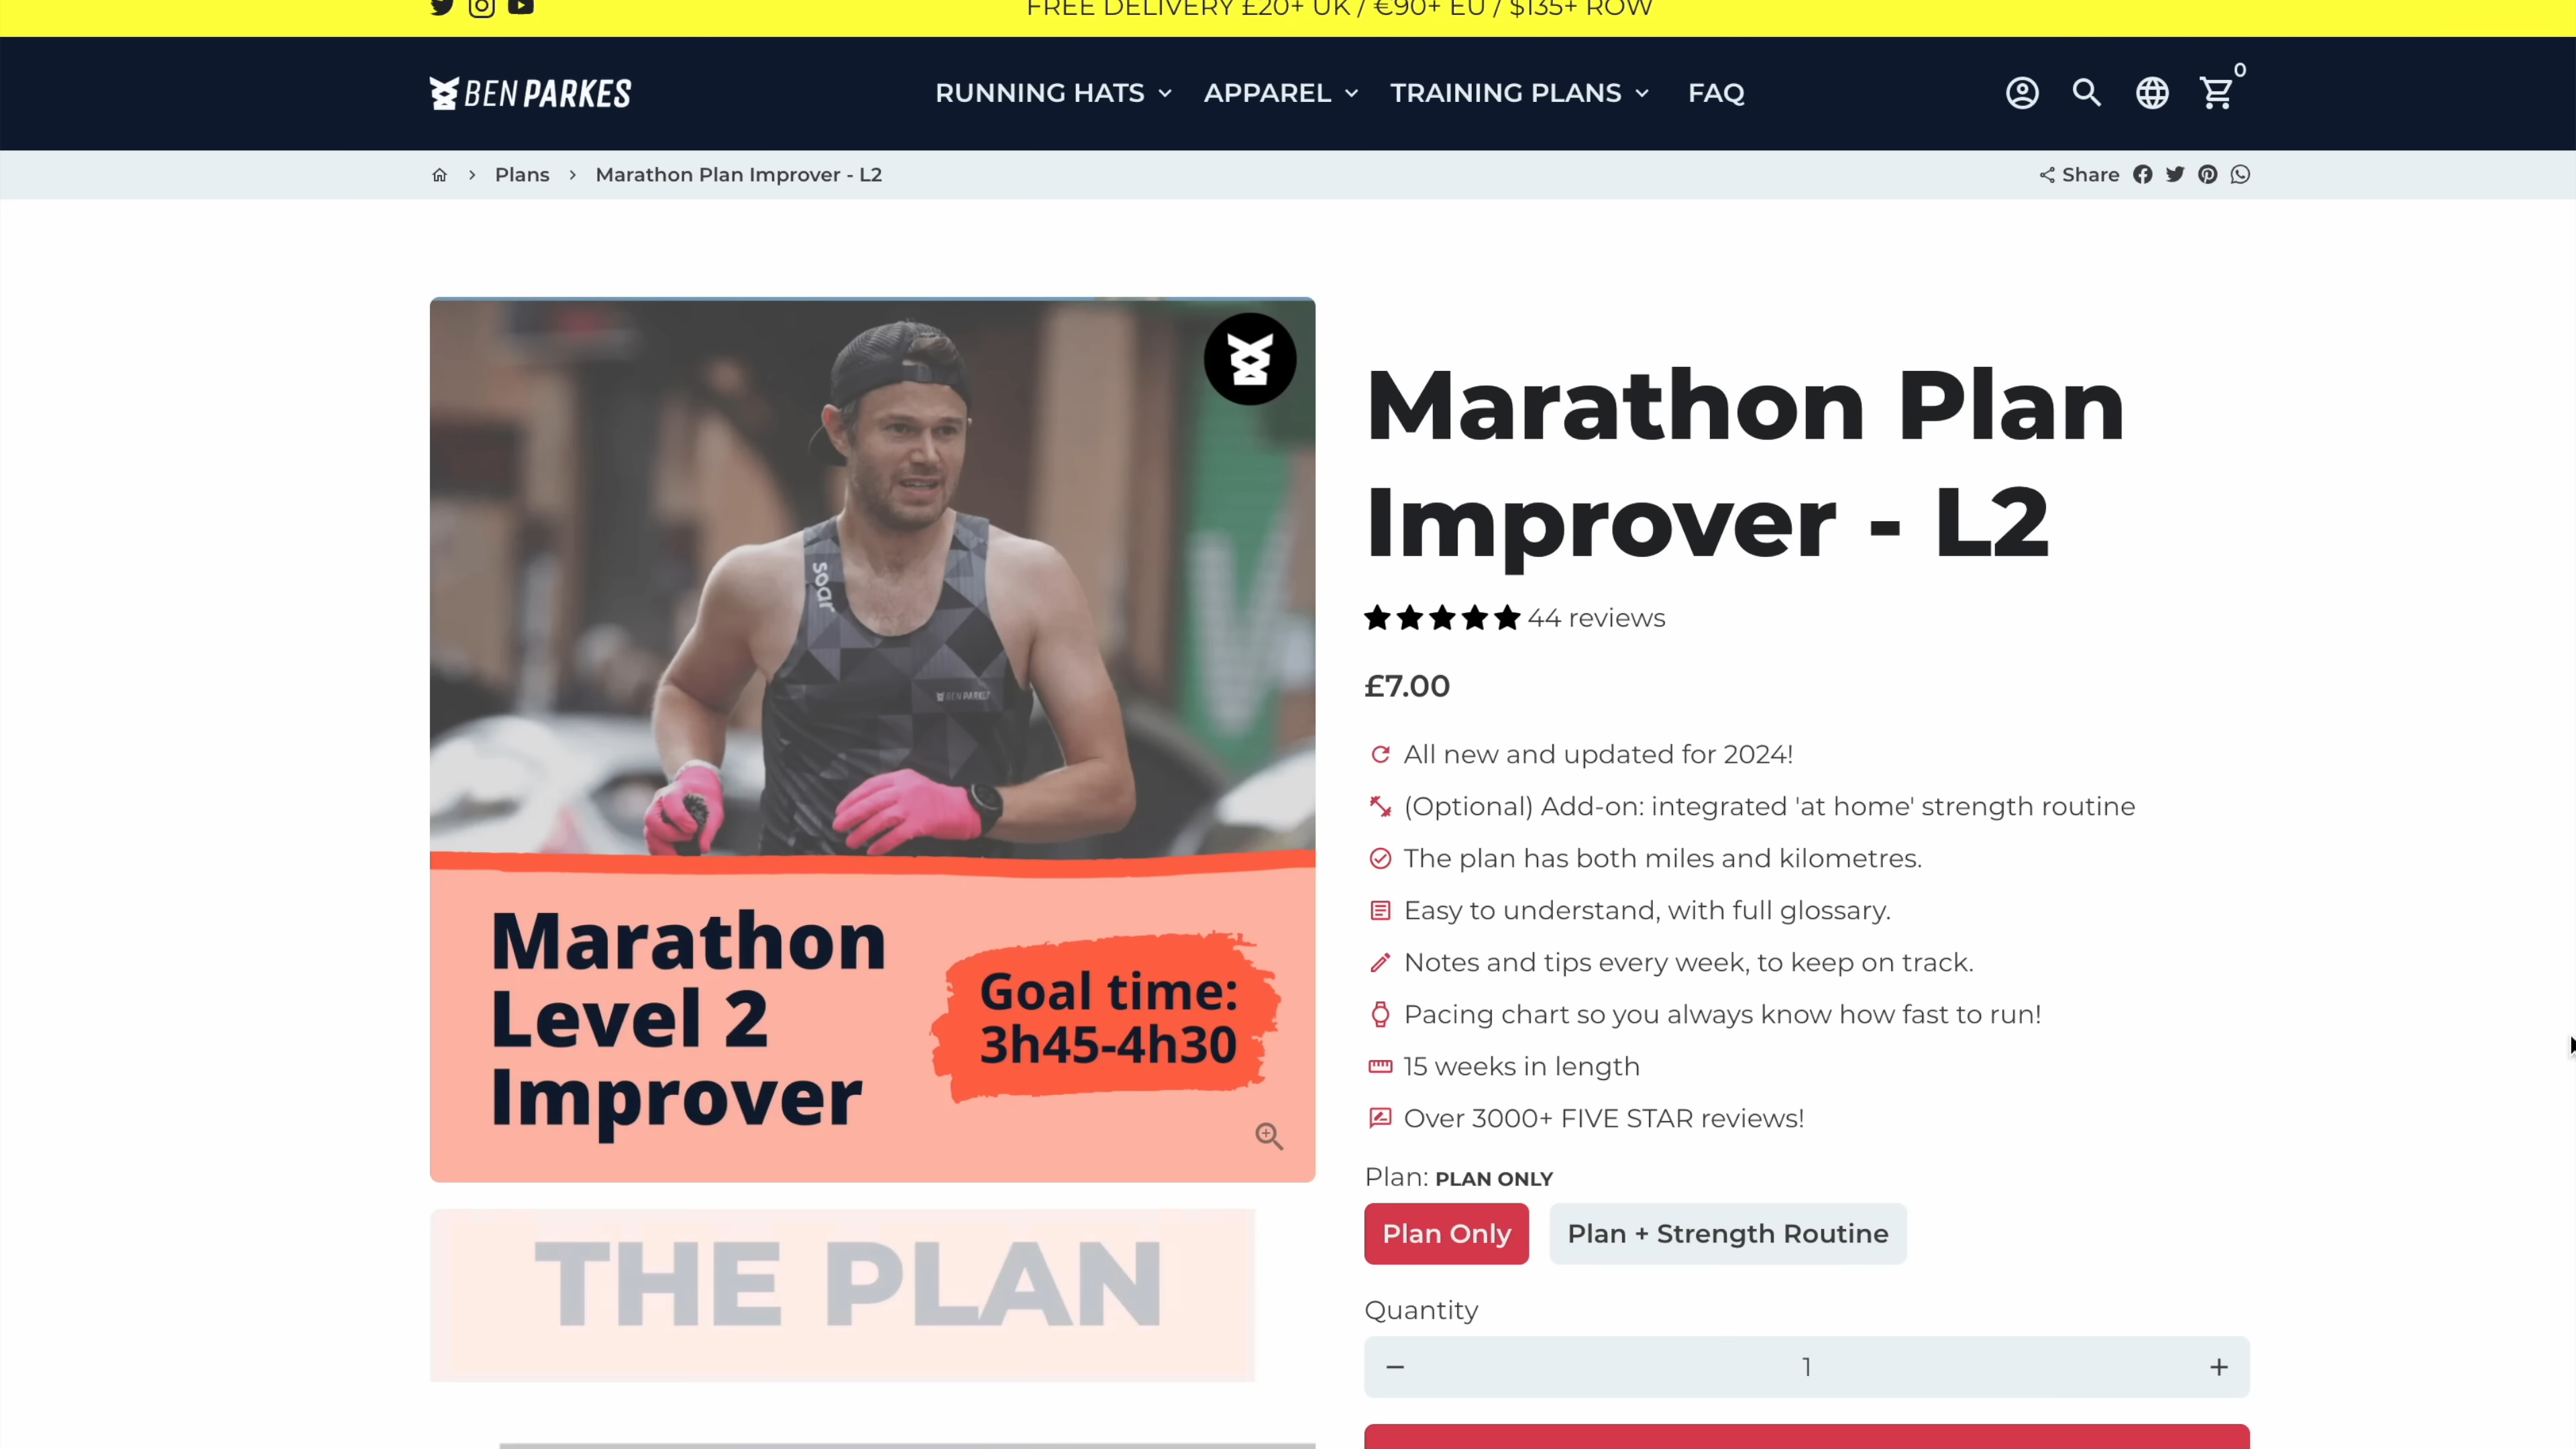 FREE DELIVERY £20+ UK / €90+ EU / $135+ ROW
BEN PARKES
RUNNING HATS
APPAREL
TRAINING PLANS
FAQ
0
Plans
Marathon Plan Improver - L2
Share
soar
BEN PARKES
Marathon
Level 2
Improver
Goal time:
3h45-4h30
THE PLAN
Marathon Plan
Improver - L2
44 reviews
£7.00
All new and updated for 2024!
(Optional) Add-on: integrated 'at home' strength routine
The plan has both miles and kilometres.
Easy to understand, with full glossary.
Notes and tips every week, to keep on track.
Pacing chart so you always know how fast to run!
15 weeks in length
Over 3000+ FIVE STAR reviews!
Plan: PLAN ONLY
Plan Only
Plan + Strength Routine
Quantity
1